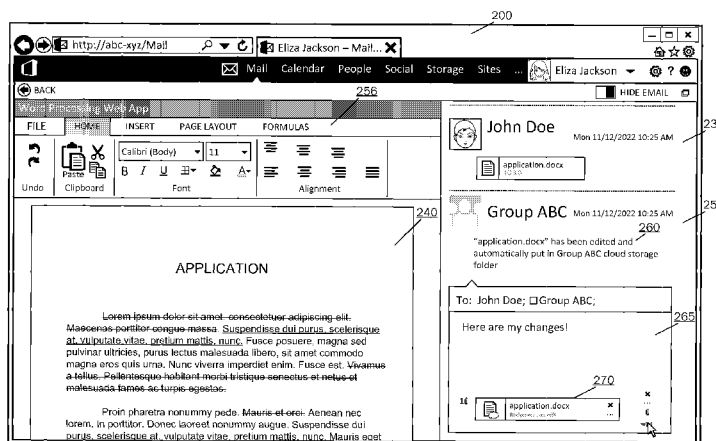 200
http://abc-xyz/Mail
Eliza Jackson – Mail...
Mail Calendar People Social Storage Sites ... Eliza Jackson ?
BACK
256
HIDE EMAIL
Word Processing Web App
FILE HOME INSERT PAGE LAYOUT FORMULAS
Calibri (Body) 11
Paste
B I U A
Undo Clipboard Font Alignment
240
APPLICATION
Lorem ipsum dolor sit amet, consectetuer adipiscing elit.
Maecenas porttitor congue massa. Suspendisse dui purus, scelerisque
at, vulputate vitae, pretium mattis, nunc. Fusce posuere, magna sed
pulvinar ultricies, purus lectus malesuada libero, sit amet commodo
magna eros quis urna. Nunc viverra imperdiet enim. Fusce est. Vivamus
a tellus. Pellentesque habitant morbi tristique senectus et netus et
malesuada fames ac turpis egestas.
Proin pharetra nonummy pede. Mauris et orci. Aenean nec
lorem. In porttitor. Donec laoreet nonummy augue. Suspendisse dui
purus, scelerisque at, vulputate vitae, pretium mattis, nunc. Mauris eget
John Doe Mon 11/12/2022 10:25 AM
23
application.docx
Group ABC Mon 11/12/2022 10:25 AM
25
260
"application.docx" has been edited and
automatically put in Group ABC cloud storage
folder
To: John Doe; Group ABC;
Here are my changes!
265
270
application.docx